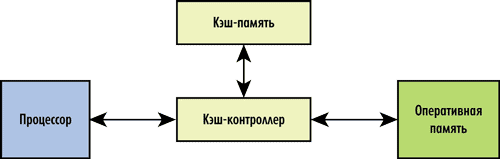 Кэш-память
Процессор
Кэш-контроллер
Оперативная
память